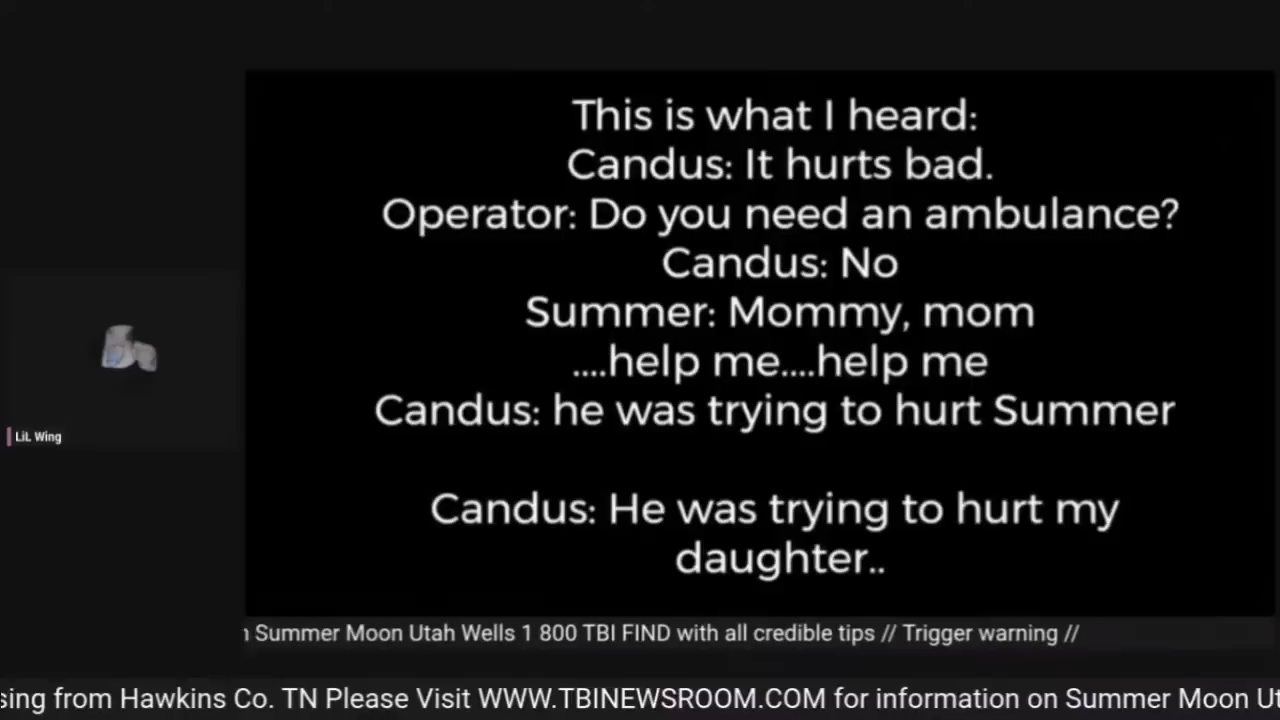 This is what I heard:
Candus: It hurts bad.
Operator: Do you need an ambulance?
Candus: No
Summer: Mommy, mom
....help me....help me
Candus: he was trying to hurt Summer
Candus: He was trying to hurt my
daughter..
LiL Wing
Summer Moon Utah Wells 1 800 TBI FIND with all credible tips // Trigger warning //
sing from Hawkins Co. TN Please Visit WWW.TBINEWSROOM.COM for information on Summer Moon Ut